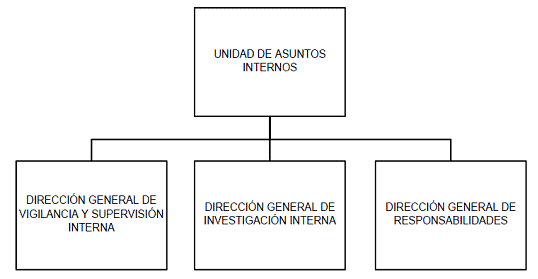 UNIDAD DE ASUNTOS
INTERNOS
DIRECCIÓN GENERAL DE
VIGILANCIA Y SUPERVISIÓN
INTERNA
DIRECCIÓN GENERAL DE
INVESTIGACIÓN INTERNA
DIRECCIÓN GENERAL DE
RESPONSABILIDADES